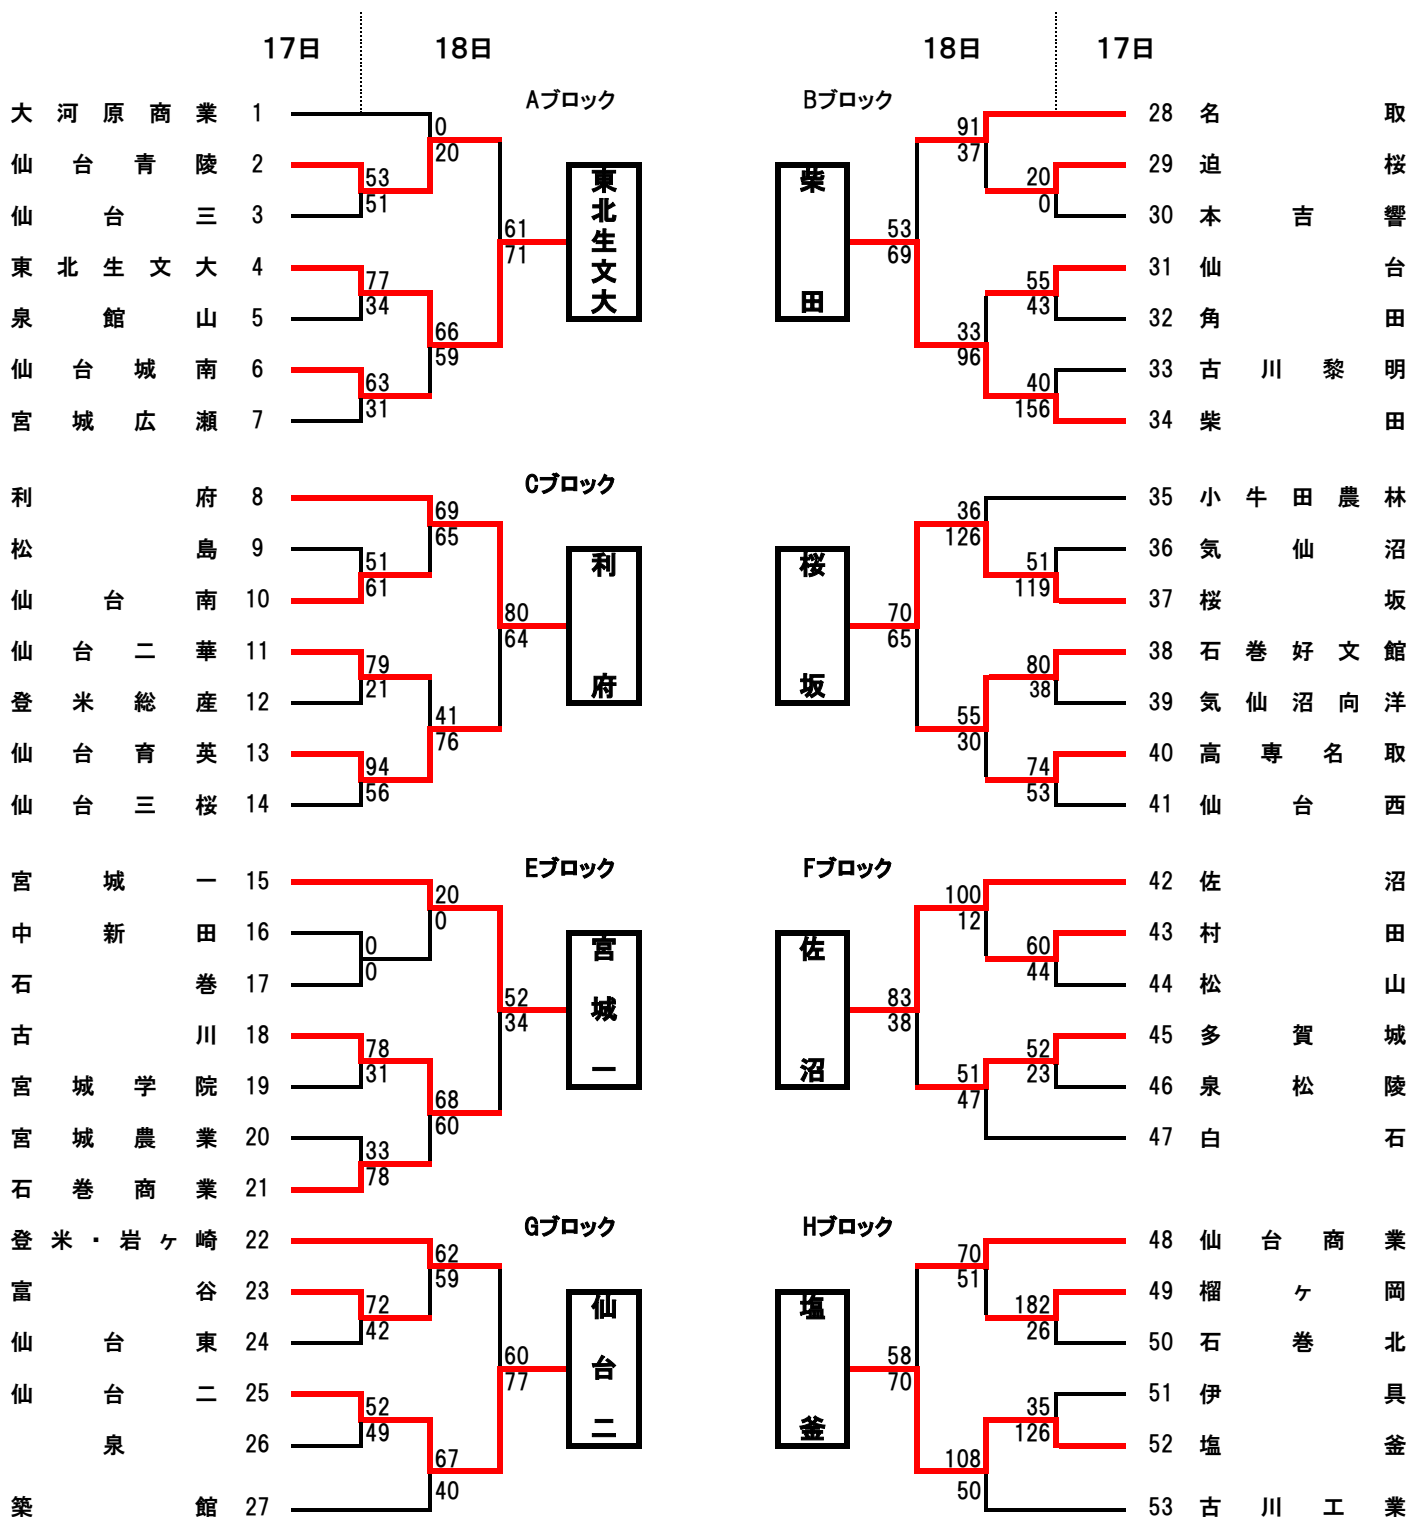 17日 18日 18日 17日
Aブロック Bブロック
大河原商業 1
仙台青陵 2
仙台三 3
東北生文大 4
泉館山 5
仙台城南 6
宮城広瀬 7
0
20
53
51
77
34
66
59
63
31
61
71
東北生文大
柴田
53
69
91
37
20
0
55
43
33
96
40
156
28 名取
29 迫桜
30 本吉響
31 仙台
32 角田
33 古川黎明
34 柴田
Cブロック
利府 8
松島 9
仙台南 10
仙台二華 11
登米総産 12
仙台育英 13
仙台三桜 14
69
65
51
61
79
21
41
76
94
56
80
64
利府
桜坂
70
65
36
126
51
119
80
38
55
30
74
53
35 小牛田農林
36 気仙沼
37 桜坂
38 石巻好文館
39 気仙沼向洋
40 高専名取
41 仙台西
Eブロック Fブロック
宮城一 15
中新田 16
石巻 17
古川 18
宮城学院 19
宮城農業 20
石巻商業 21
20
0
0
0
78
31
68
60
33
78
52
34
宮城一
佐沼
83
38
100
12
60
44
52
23
51
47
42 佐沼
43 村田
44 松山
45 多賀城
46 泉松陵
47 白石
Gブロック Hブロック
登米・岩ヶ崎 22
富谷 23
仙台東 24
仙台二 25
泉 26
築館 27
62
59
72
42
52
49
67
40
60
77
仙台二
塩釜
58
70
70
51
182
26
35
126
108
50
48 仙台商業
49 榴ヶ岡
50 石巻北
51 伊具
52 塩釜
53 古川工業